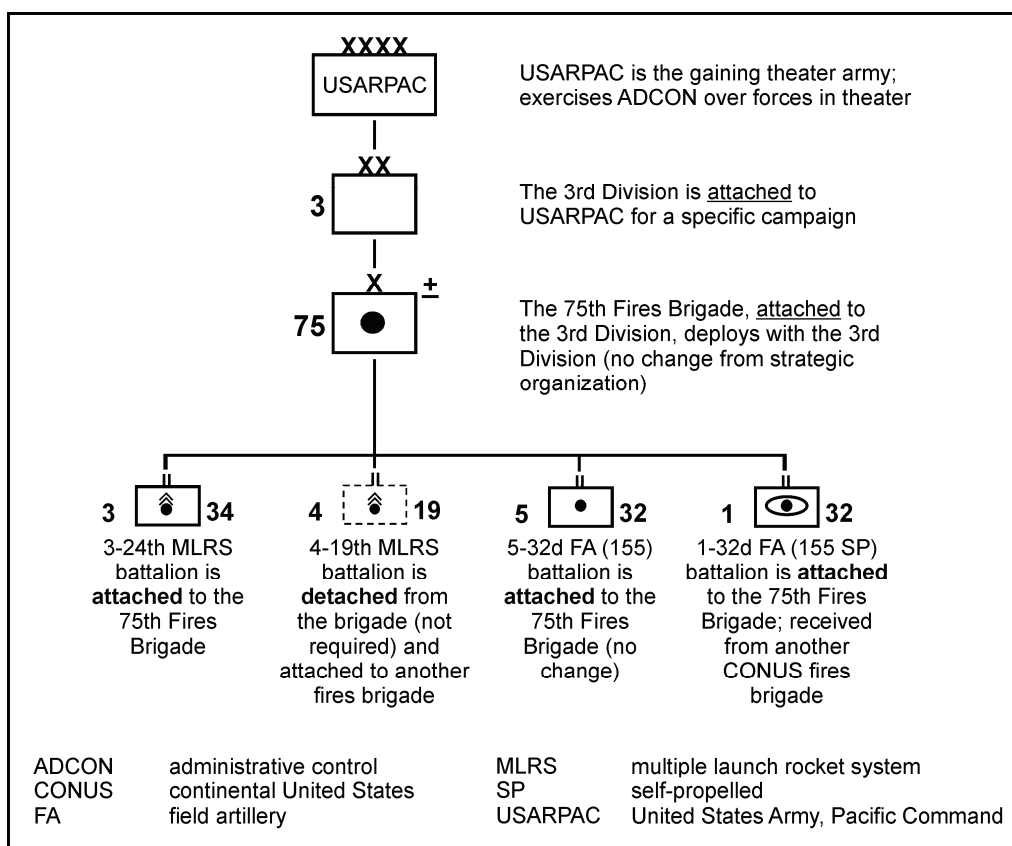 XXXX
USARPAC
USARPAC is the gaining theater army;
exercises ADCON over forces in theater
XX
3
The 3rd Division is attached to
USARPAC for a specific campaign
X
±
75
The 75th Fires Brigade, attached to
the 3rd Division, deploys with the 3rd
Division (no change from strategic
organization)
II
3 34
3-24th MLRS
battalion is
attached to the
75th Fires
Brigade
II
4 19
4-19th MLRS
battalion is
detached from
the brigade (not
required) and
attached to another
fires brigade
II
5 32
5-32d FA (155)
battalion is
attached to the
75th Fires
Brigade (no
change)
II
1 32
1-32d FA (155 SP)
battalion is attached
to the 75th Fires
Brigade; received
from another
CONUS fires
brigade
ADCON administrative control
CONUS continental United States
FA field artillery
MLRS multiple launch rocket system
SP self-propelled
USARPAC United States Army, Pacific Command